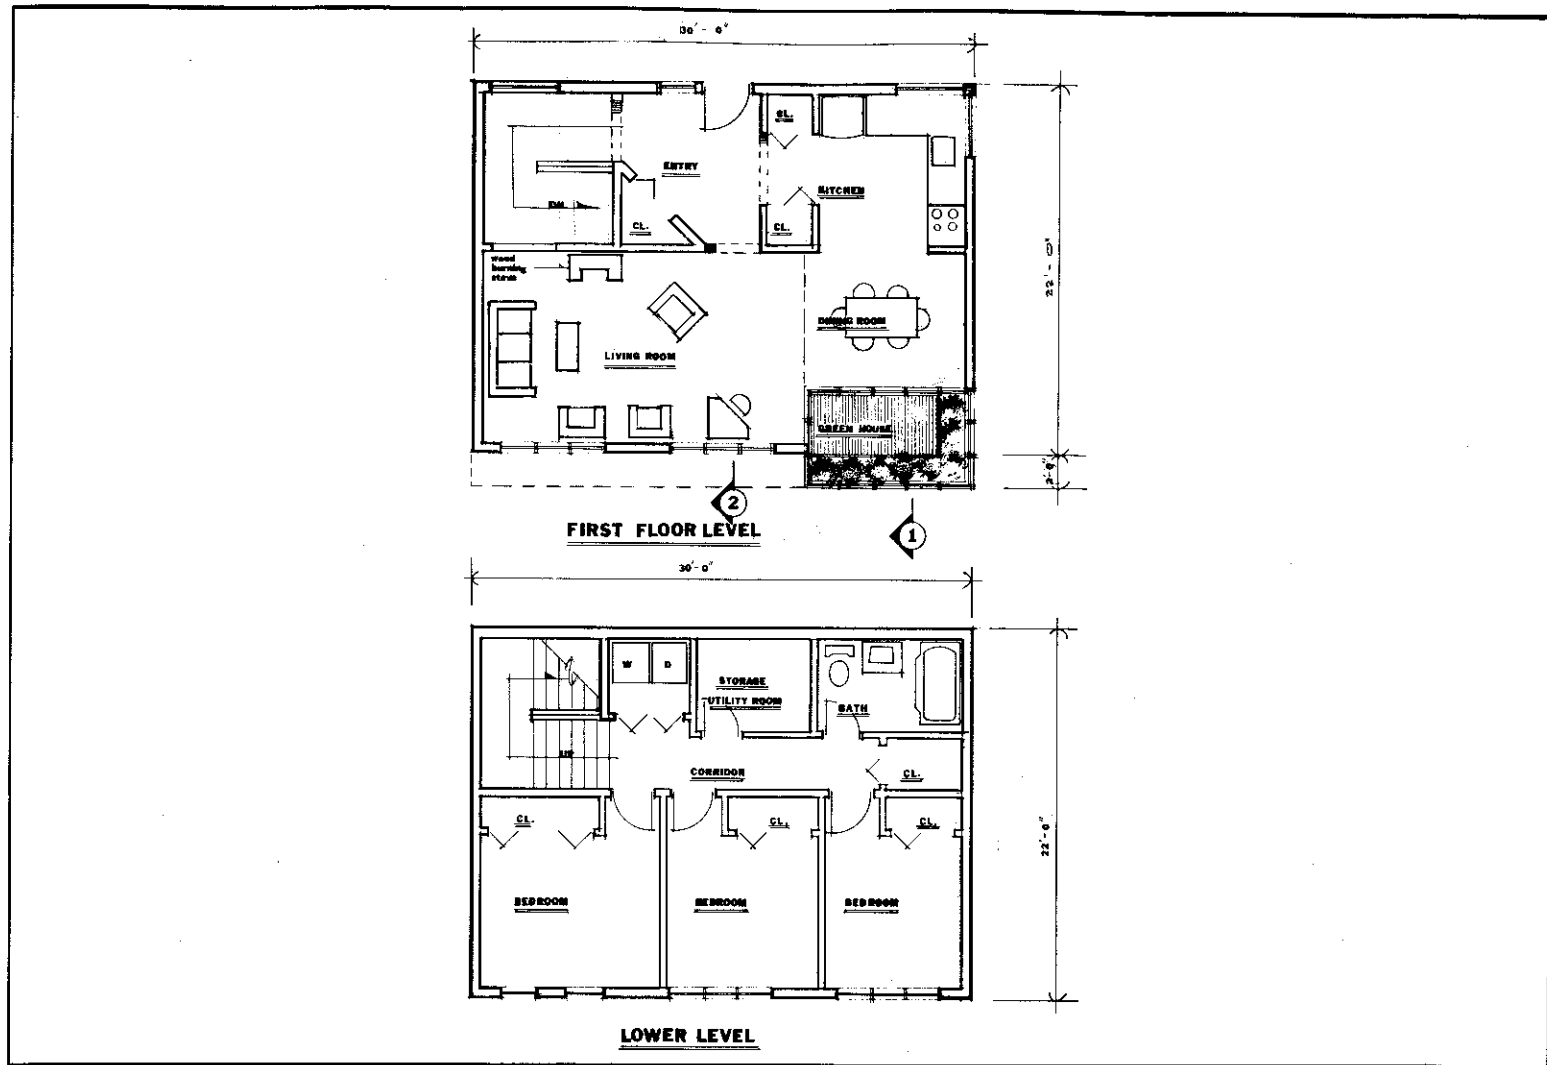 30'-0"
CL.
ENTRY
KITCHEN
DN
CL.
CL.
wood
burning
stove
22'-0"
DINING ROOM
LIVING ROOM
GREEN HOUSE
2'-0"
2
FIRST FLOOR LEVEL
1
30'-0"
W
D
STORAGE
UTILITY ROOM
BATH
UP
CORRIDOR
CL.
CL.
CL.
CL.
22'-0"
BEDROOM
BEDROOM
BEDROOM
LOWER LEVEL